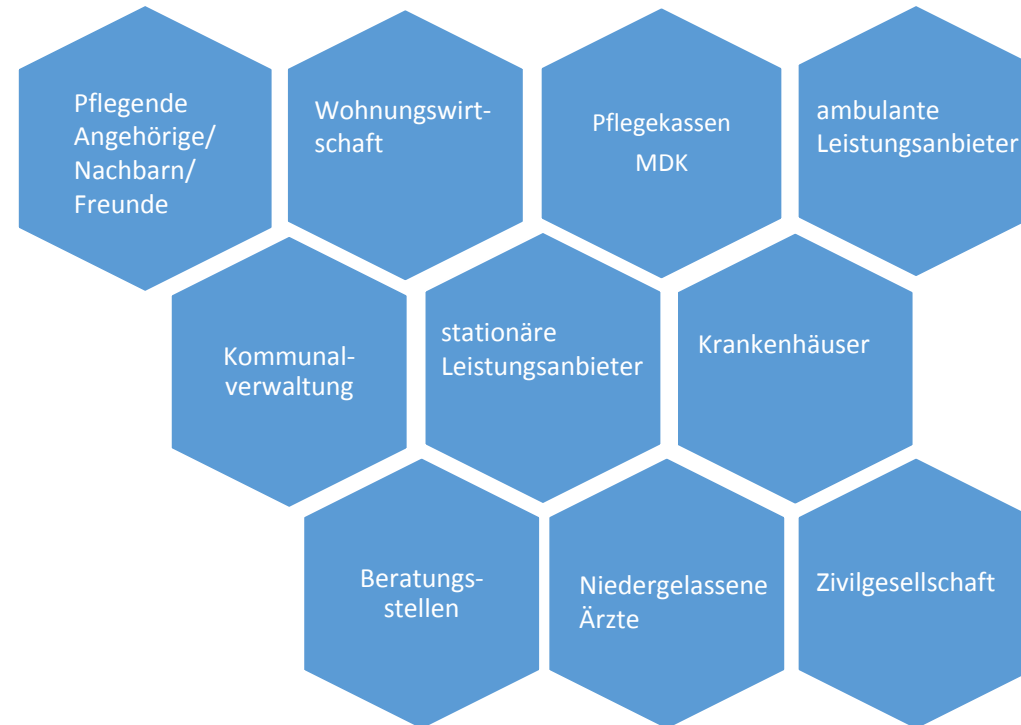 Pflegende
Angehörige/
Nachbarn/
Freunde
Wohnungswirt-
schaft
Pflegekassen
MDK
ambulante
Leistungsanbieter
Kommunal-
verwaltung
stationäre
Leistungsanbieter
Krankenhäuser
Beratungs-
stellen
Niedergelassene
Ärzte
Zivilgesellschaft